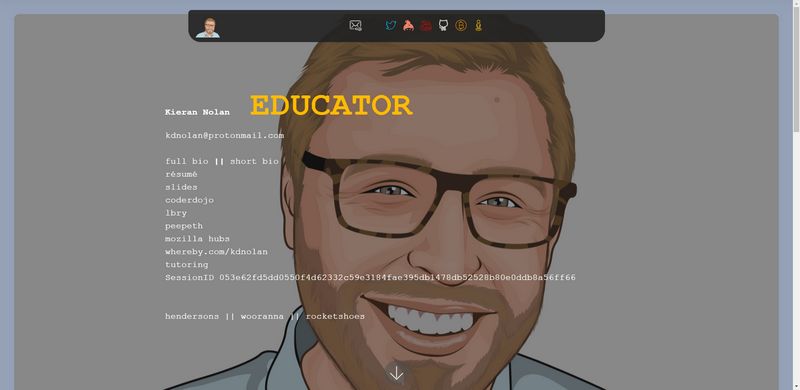 Kieran Nolan EDUCATOR
kdnolan@protonmail.com
full bio || short bio
résumé
slides
coderdojo
lbry
peepeth
mozilla hubs
whereby.com/kdnolan
tutoring
SessionID 053e62fd5dd0550f4d62332c59e3184fae395db1478db52528b80e0ddb8a56ff66
hendersons || wooranna || rocketshoes